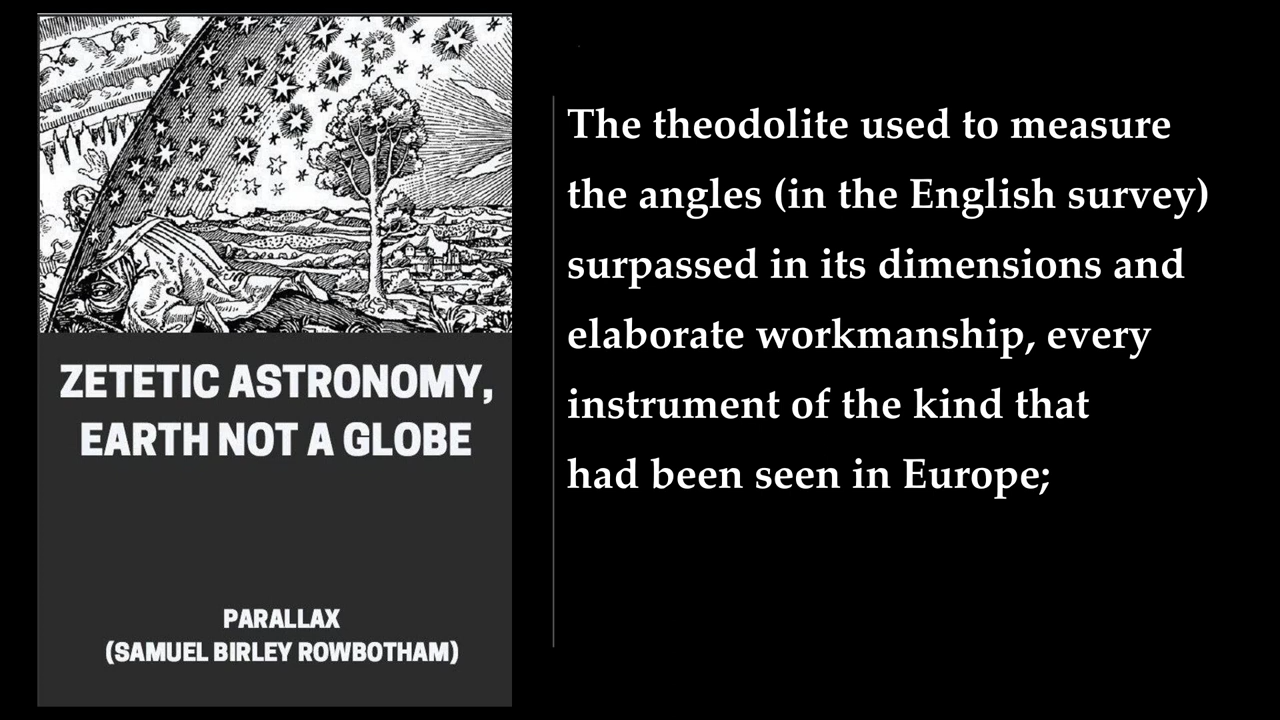 ZETETIC ASTRONOMY,
EARTH NOT A GLOBE
PARALLAX
(SAMUEL BIRLEY ROWBOTHAM)
The theodolite used to measure
the angles (in the English survey)
surpassed in its dimensions and
elaborate workmanship, every
instrument of the kind that
had been seen in Europe;